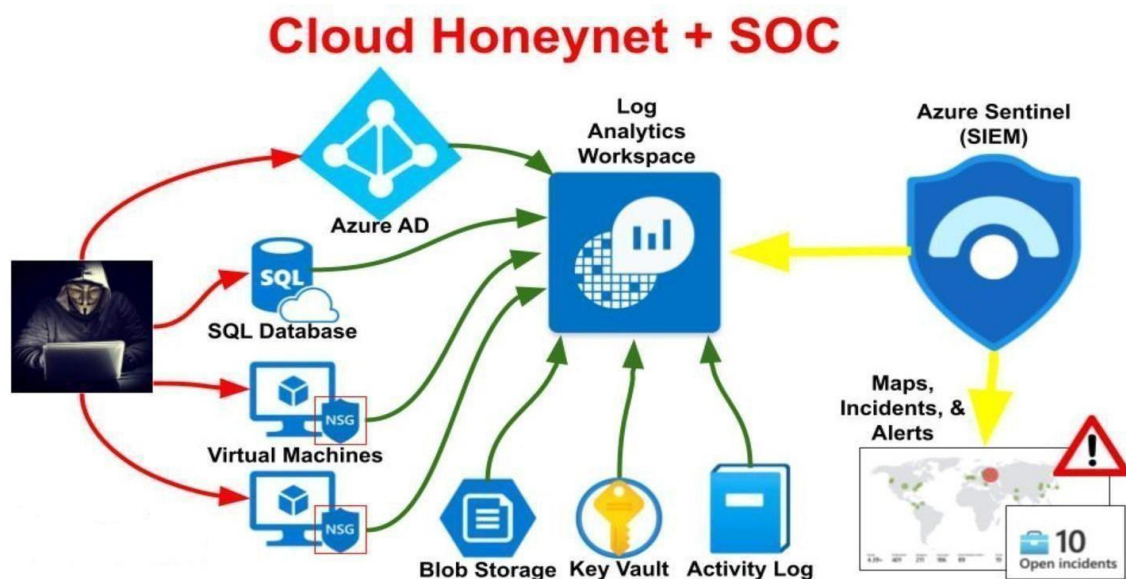 Cloud Honeynet + SOC
Log
Analytics
Workspace
Azure Sentinel
(SIEM)
Azure AD
SQL
SQL Database
NSG
Virtual Machines
NSG
Blob Storage
Key Vault
Activity Log
Maps,
Incidents, &
Alerts
10
Open incidents